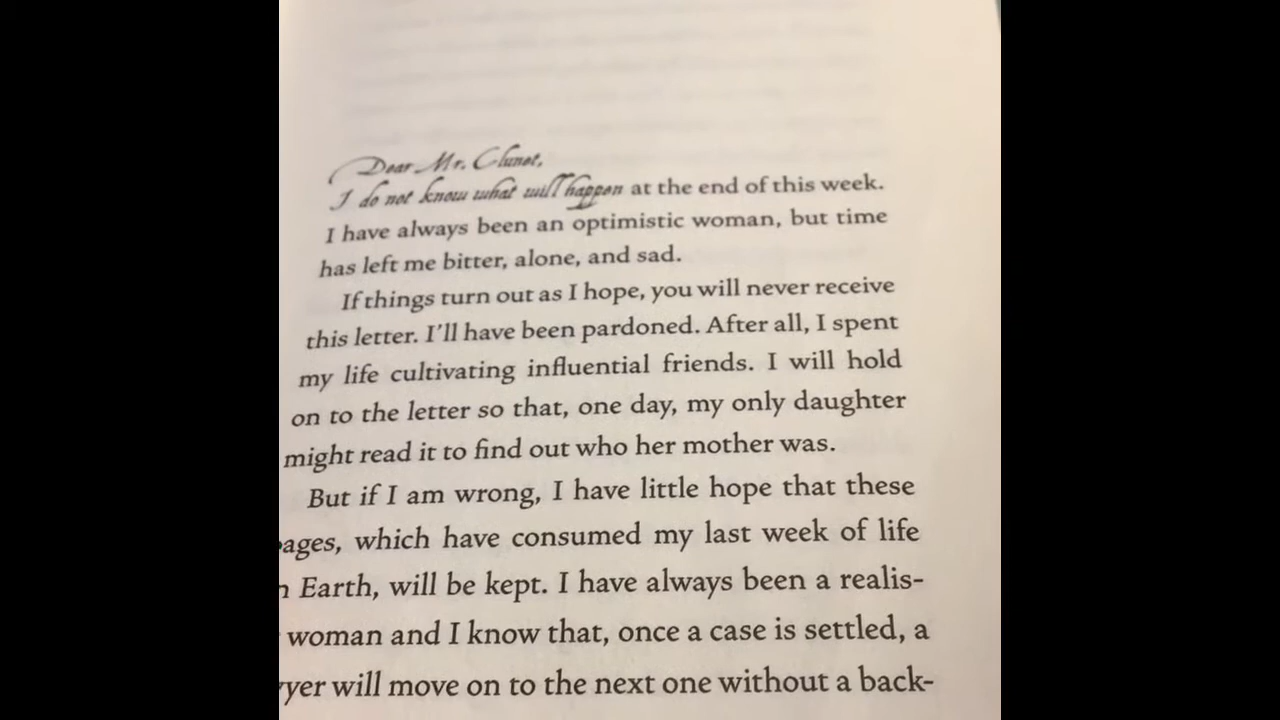 Dear Mr. Clunet,
I do not know what will happen at the end of this week.
I have always been an optimistic woman, but time
has left me bitter, alone, and sad.
If things turn out as I hope, you will never receive
this letter. I'll have been pardoned. After all, I spent
my life cultivating influential friends. I will hold
on to the letter so that, one day, my only daughter
might read it to find out who her mother was.
But if I am wrong, I have little hope that these
ages, which have consumed my last week of life
n Earth, will be kept. I have always been a realis-
woman and I know that, once a case is settled, a
yer will move on to the next one without a back-